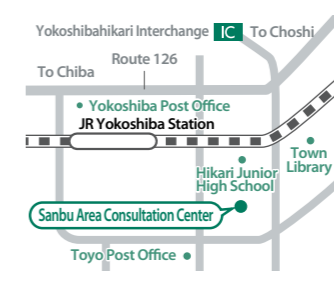 Yokoshibahikari Interchange IC To Choshi
Route 126
To Chiba
Yokoshiba Post Office
JR Yokoshiba Station
Town
Library
Hikari Junior
High School
Sanbu Area Consultation Center
Toyo Post Office